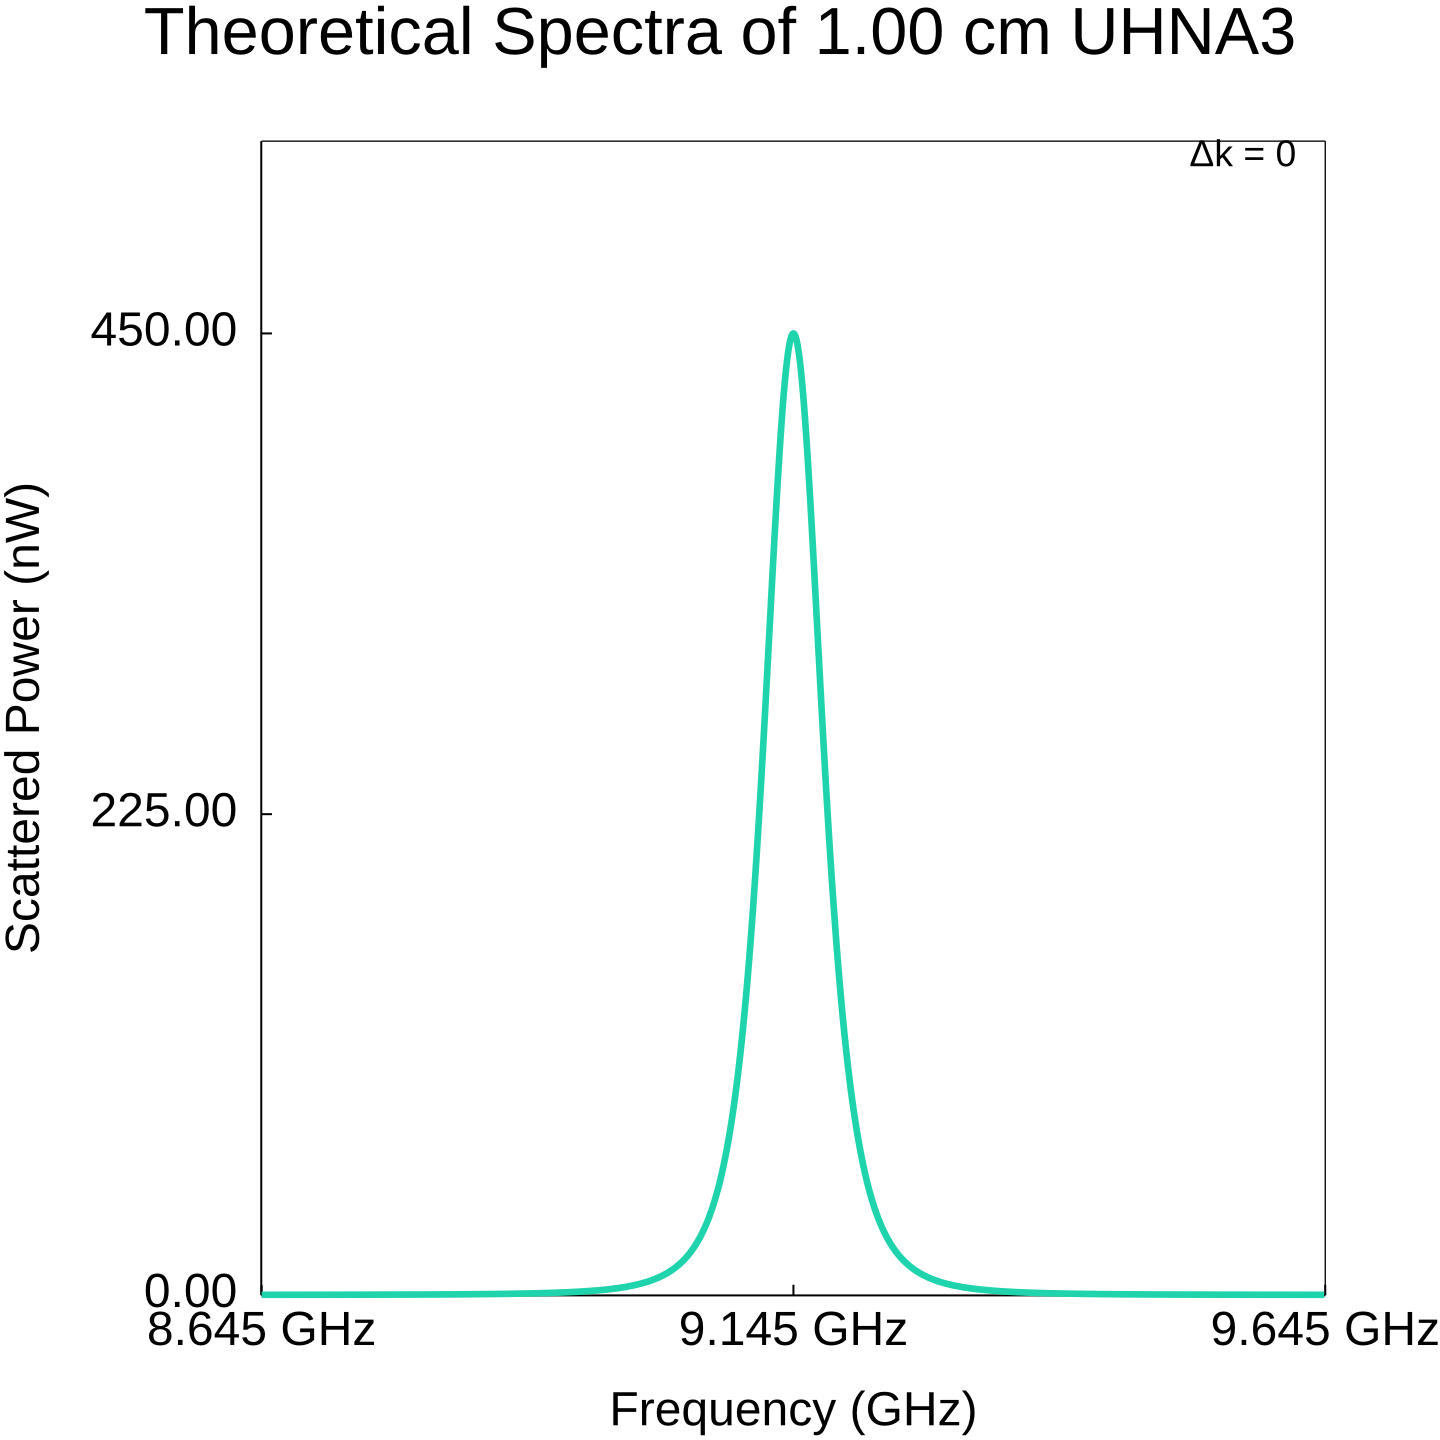 Theoretical Spectra of 1.00 cm UHNA3
Δk = 0
450.00
225.00
0.00
Scattered Power (nW)
8.645 GHz
9.145 GHz
9.645 GHz
Frequency (GHz)